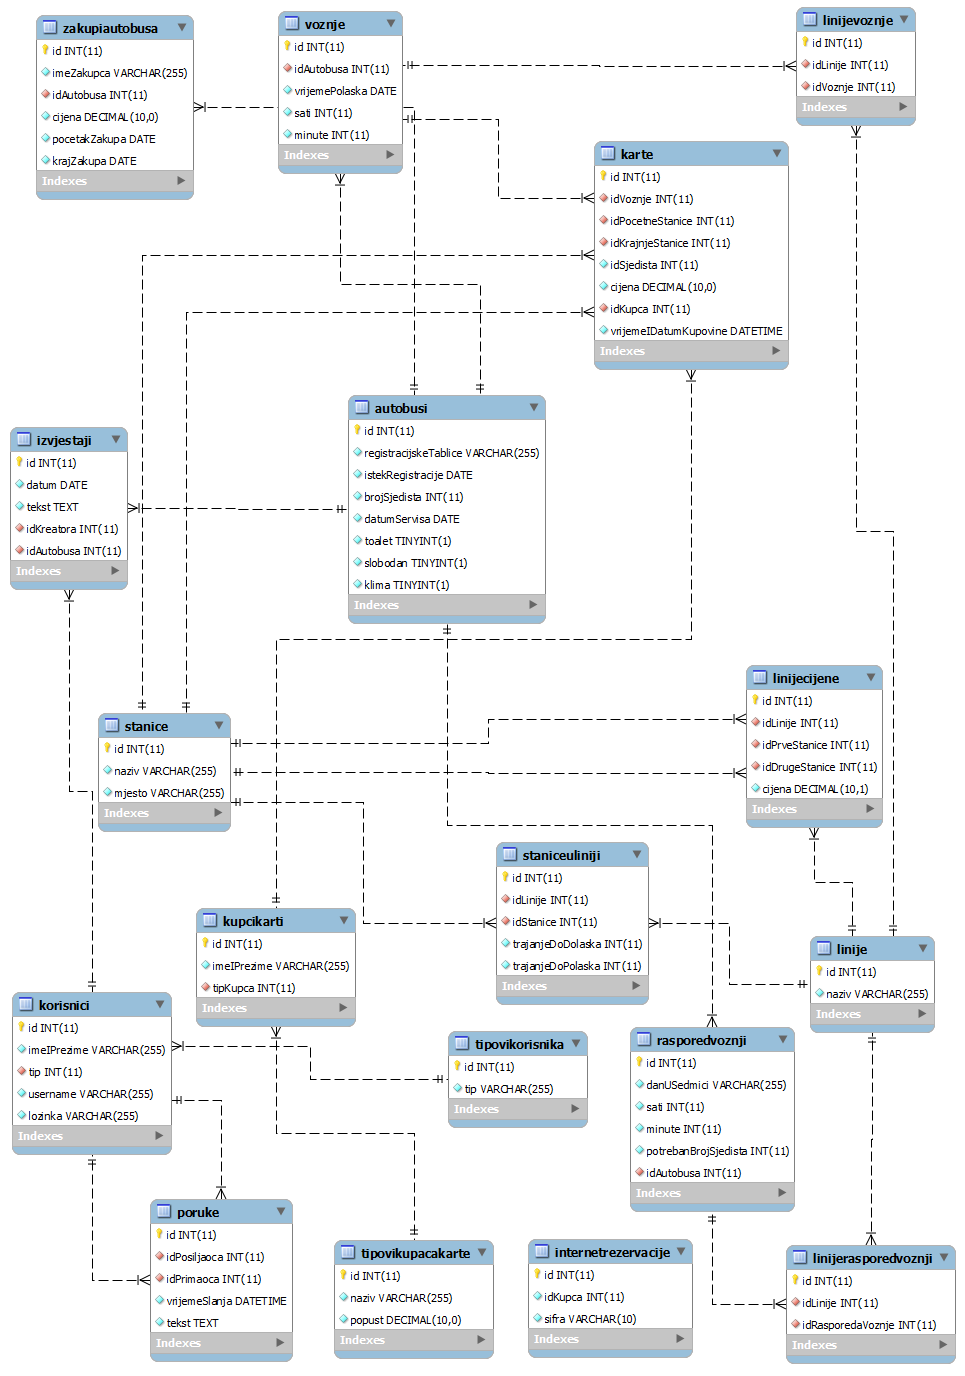 zakupiautobusa
id INT(11)
imeZakupca VARCHAR(255)
idAutobusa INT(11)
cijena DECIMAL(10,0)
pocetakZakupa DATE
krajZakupa DATE
Indexes
voznje
id INT(11)
idAutobusa INT(11)
vrijemePolaska DATE
sati INT(11)
minute INT(11)
Indexes
linijevoznje
id INT(11)
idLinije INT(11)
idVoznje INT(11)
Indexes
karte
id INT(11)
idVoznje INT(11)
idPocetneStanice INT(11)
idKrajnjeStanice INT(11)
idSjedista INT(11)
cijena DECIMAL(10,0)
idKupca INT(11)
vrijemeIDatumKupovine DATETIME
Indexes
autobusi
id INT(11)
registracijskeTablice VARCHAR(255)
istekRegistracije DATE
brojSjedista INT(11)
datumServisa DATE
toalet TINYINT(1)
slobodan TINYINT(1)
klima TINYINT(1)
Indexes
izvjestaji
id INT(11)
datum DATE
tekst TEXT
idKreatora INT(11)
idAutobusa INT(11)
Indexes
stanice
id INT(11)
naziv VARCHAR(255)
mjesto VARCHAR(255)
Indexes
linijecijene
id INT(11)
idLinije INT(11)
idPrveStanice INT(11)
idDrugeStanice INT(11)
cijena DECIMAL(10,1)
Indexes
staniceuliniji
id INT(11)
idLinije INT(11)
idStanice INT(11)
trajanjeDoDolaska INT(11)
trajanjeDoPolaska INT(11)
Indexes
kupcikarti
id INT(11)
imeIPrezime VARCHAR(255)
tipKupca INT(11)
Indexes
linije
id INT(11)
naziv VARCHAR(255)
Indexes
korisnici
id INT(11)
imeIPrezime VARCHAR(255)
tip INT(11)
username VARCHAR(255)
lozinka VARCHAR(255)
Indexes
tipovikorisnika
id INT(11)
tip VARCHAR(255)
Indexes
rasporedvoznji
id INT(11)
danUSedmici VARCHAR(255)
sati INT(11)
minute INT(11)
potrebanBrojSjedista INT(11)
idAutobusa INT(11)
Indexes
poruke
id INT(11)
idPosiljaoca INT(11)
idPrimaoca INT(11)
vrijemeSlanja DATETIME
tekst TEXT
Indexes
tipovikupacakarte
id INT(11)
naziv VARCHAR(255)
popust DECIMAL(10,0)
Indexes
internetrezervacije
id INT(11)
idKupca INT(11)
sifra VARCHAR(10)
Indexes
linijerasporedvoznji
id INT(11)
idLinije INT(11)
idRasporedaVoznje INT(11)
Indexes